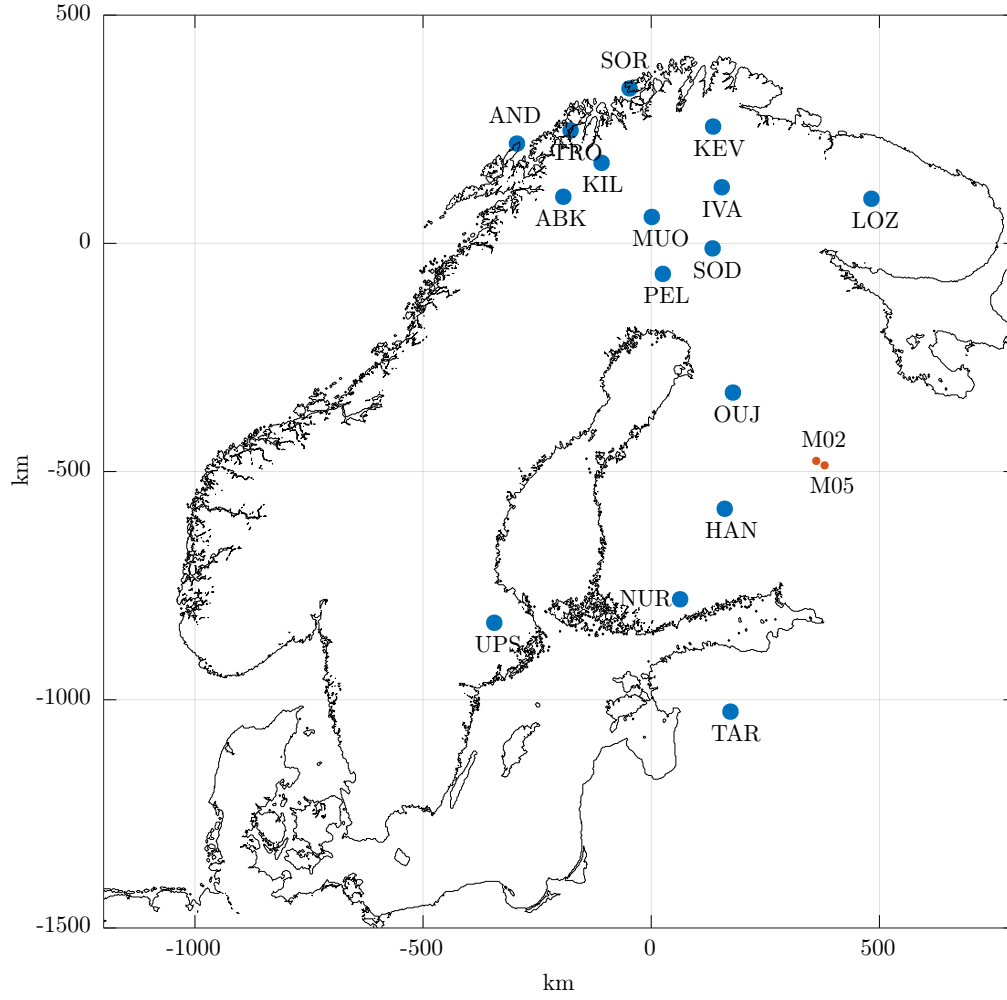 500
SOR
AND
TRO
KEV
KIL
IVA
ABK
LOZ
MUO
0
SOD
PEL
OUJ
M02
km
-500
M05
HAN
NUR
UPS
-1000
TAR
-1500
-1000
-500
0
500
km